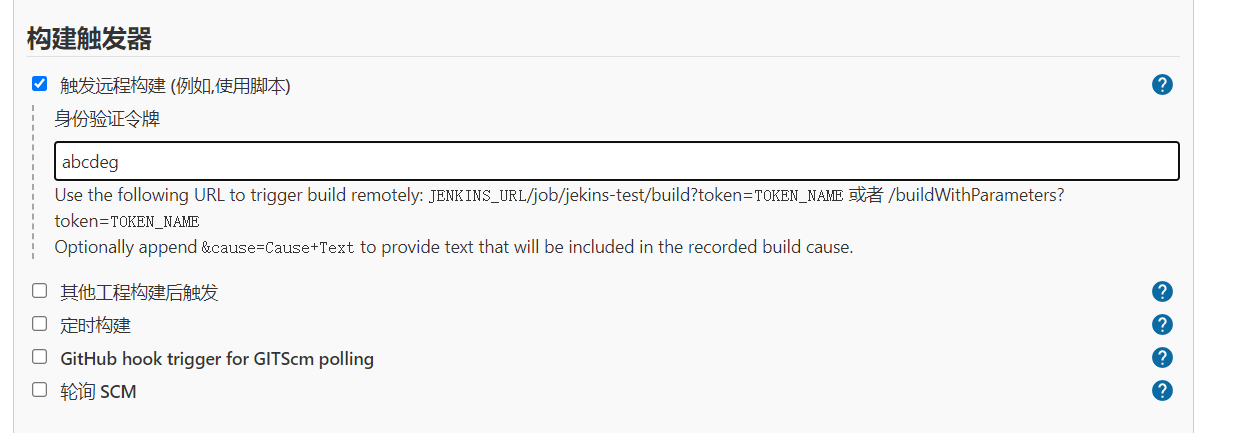 构建触发器
触发远程构建 (例如,使用脚本)
身份验证令牌
abcdeg
Use the following URL to trigger build remotely: JENKINS_URL/job/jekins-test/build?token=TOKEN_NAME 或者 /buildWithParameters?
token=TOKEN_NAME
Optionally append &cause=Cause+Text to provide text that will be included in the recorded build cause.
其他工程构建后触发
定时构建
GitHub hook trigger for GITScm polling
轮询 SCM